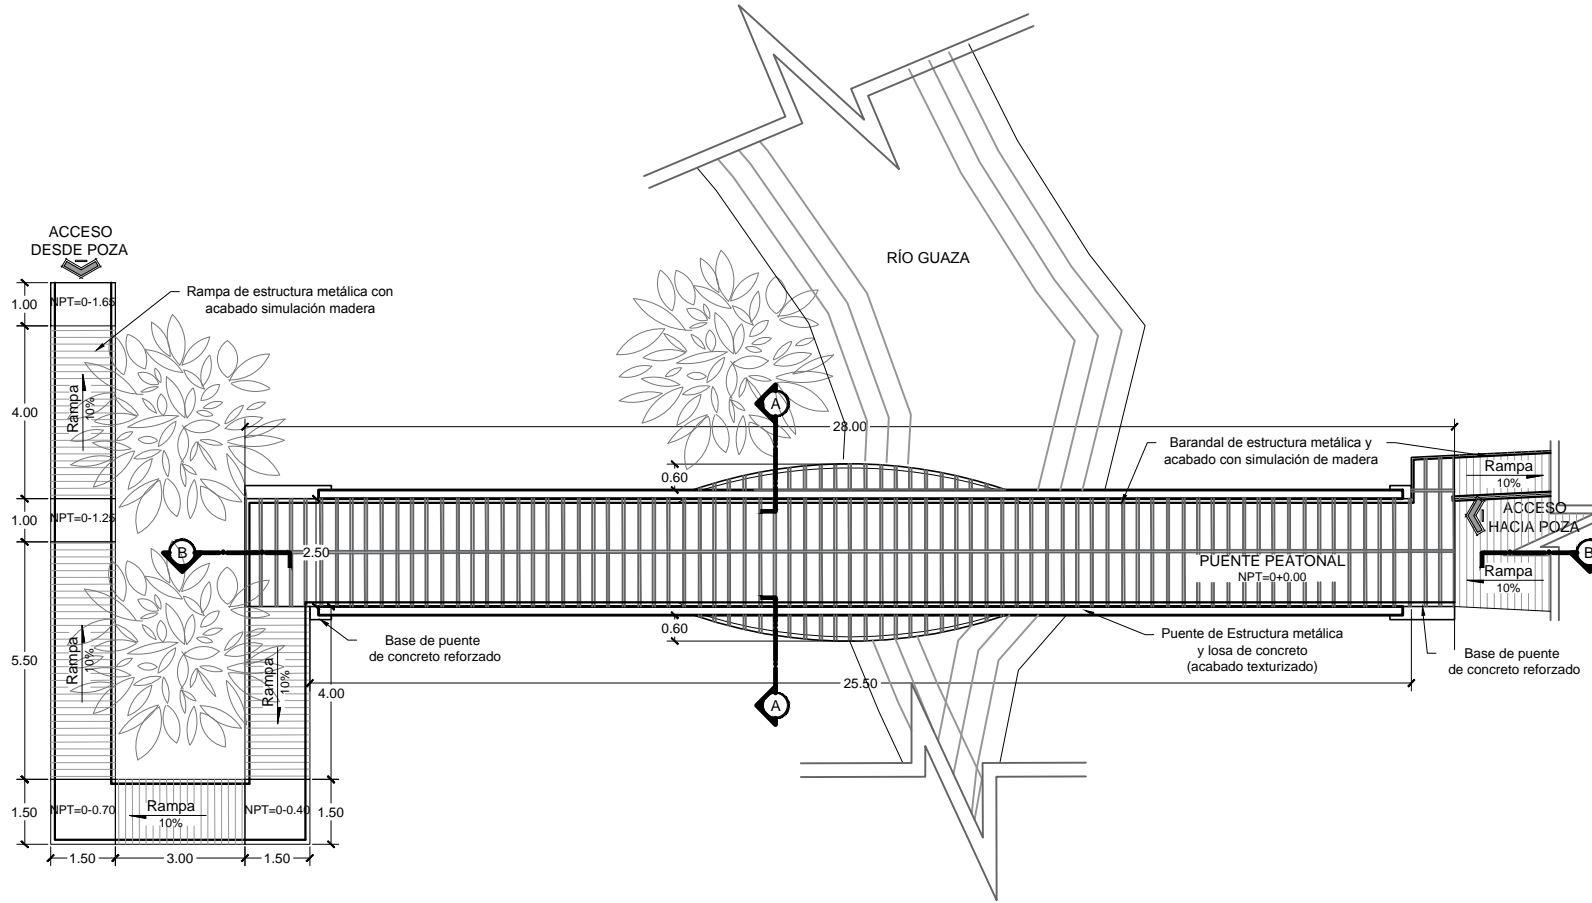 ACCESO
DESDE POZA
1.00
NPT=0-1.65
Rampa de estructura metálica con
acabado simulación madera
4.00
Rampa
10%
1.00
NPT=0-1.25
B
2.50
5.50
Rampa
10%
Rampa
10%
4.00
1.50
NPT=0-0.70
Rampa
10%
NPT=0-0.40
1.50
1.50
3.00
1.50
Base de puente
de concreto reforzado
RÍO GUAZA
A
28.00
0.60
0.60
A
25.50
Barandal de estructura metálica y
acabado con simulación de madera
PUENTE PEATONAL
NPT=0+0.00
Puente de Estructura metálica
y losa de concreto
(acabado texturizado)
Rampa
10%
ACCESO
HACIA POZA
B
Rampa
10%
Base de puente
de concreto reforzado